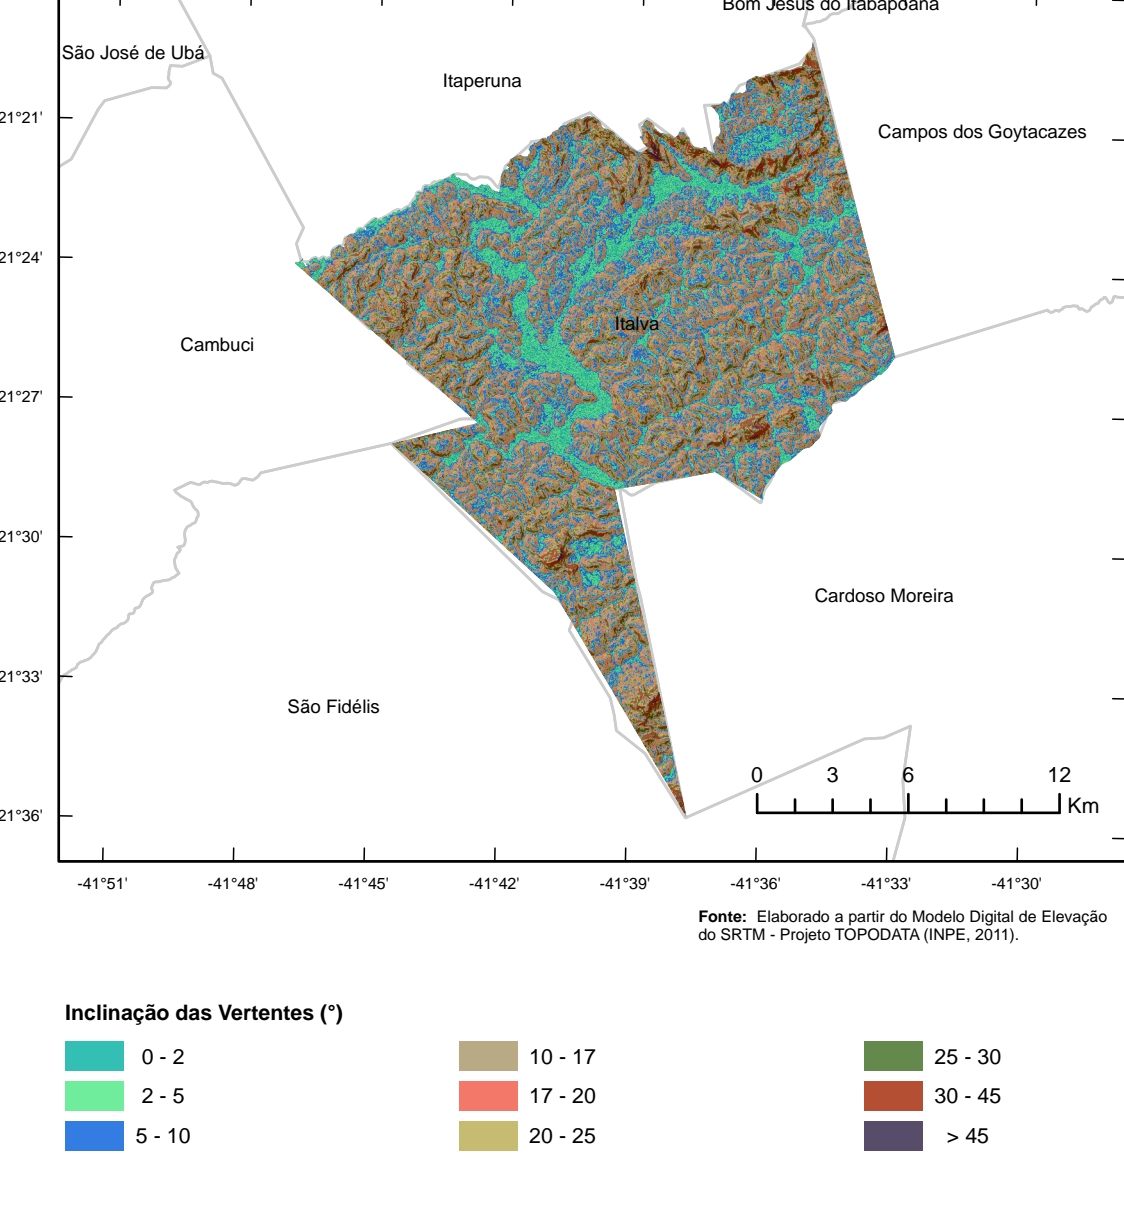 Bom Jesus do Itabapoana
São José de Ubá
Itaperuna
21°21'
Campos dos Goytacazes
21°24'
Italva
Cambuci
21°27'
21°30'
Cardoso Moreira
21°33'
São Fidélis
0 3 6 12
Km
21°36'
-41°51' -41°48' -41°45' -41°42' -41°39' -41°36' -41°33' -41°30'
Fonte: Elaborado a partir do Modelo Digital de Elevação
do SRTM - Projeto TOPODATA (INPE, 2011).
Inclinação das Vertentes (°)
0 - 2 10 - 17 25 - 30
2 - 5 17 - 20 30 - 45
5 - 10 20 - 25 > 45